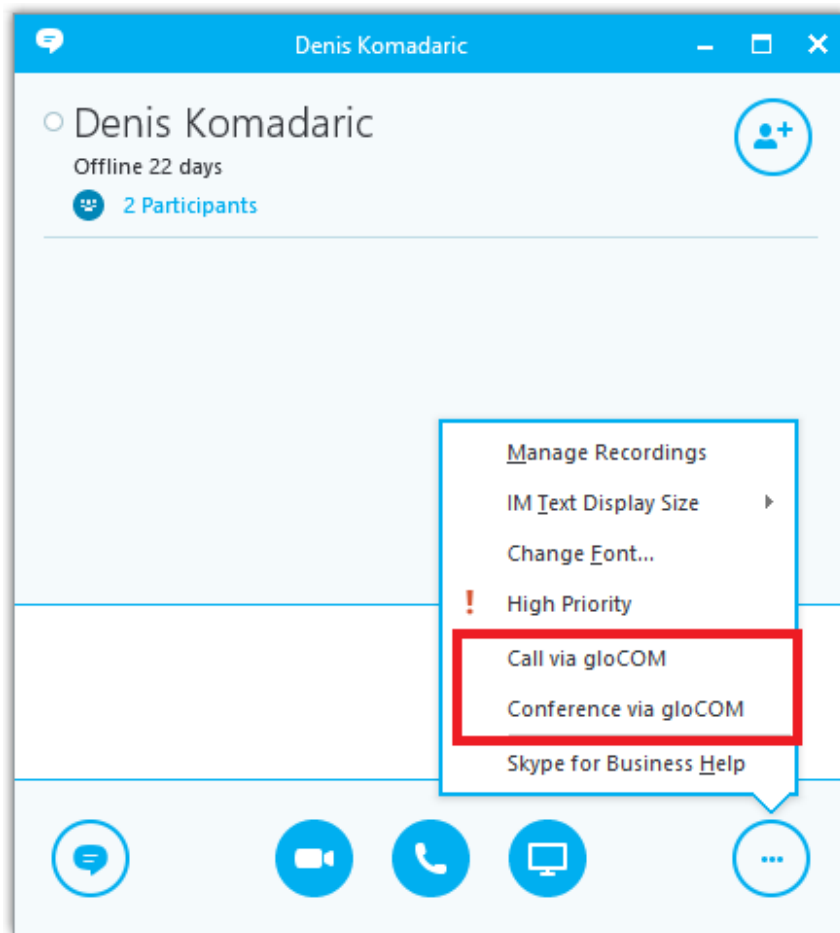 Denis Komadaric
Denis Komadaric
Offline 22 days
2 Participants
Manage Recordings
IM Text Display Size
Change Font...
! High Priority
Call via gloCOM
Conference via gloCOM
Skype for Business Help